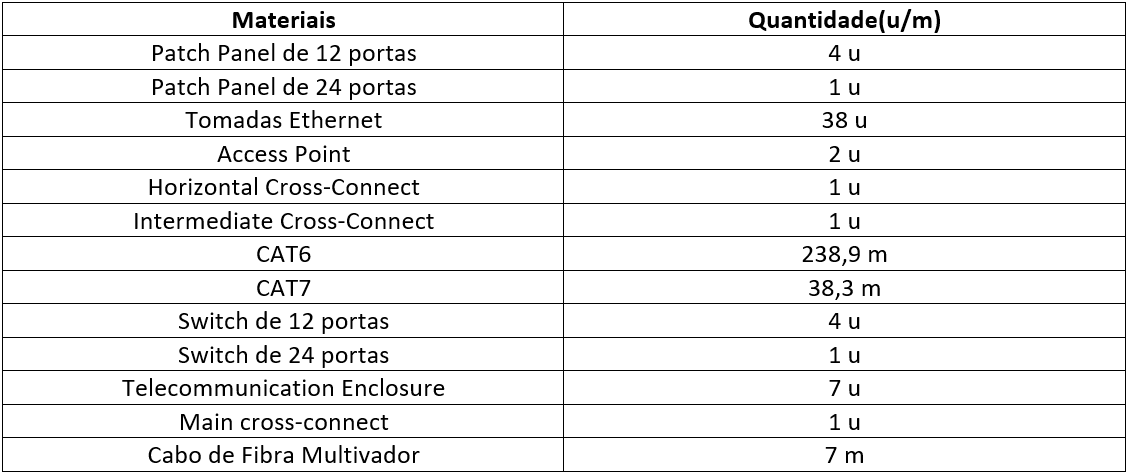 Materiais Quantidade(u/m)
Patch Panel de 12 portas 4 u
Patch Panel de 24 portas 1 u
Tomadas Ethernet 38 u
Access Point 2 u
Horizontal Cross-Connect 1 u
Intermediate Cross-Connect 1 u
CAT6 238,9 m
CAT7 38,3 m
Switch de 12 portas 4 u
Switch de 24 portas 1 u
Telecommunication Enclosure 7 u
Main cross-connect 1 u
Cabo de Fibra Multivador 7 m